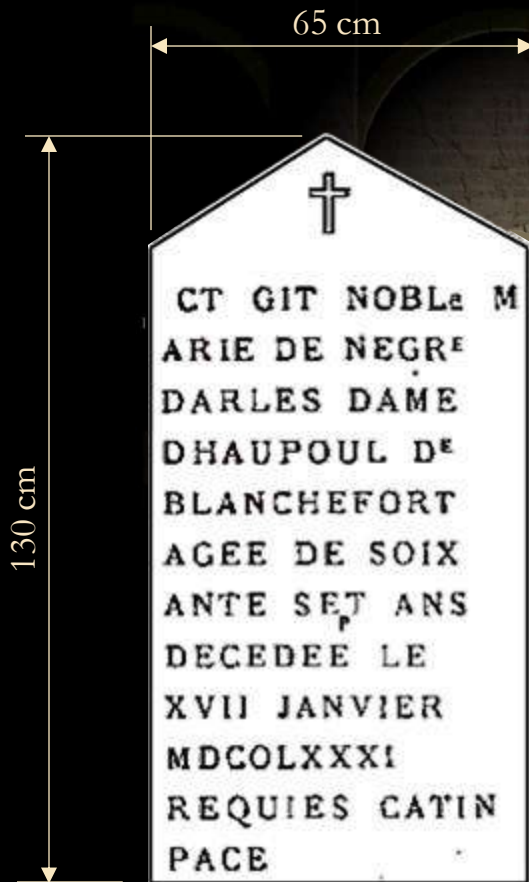 65 cm
130 cm
CT GIT NOBLe M
ARIE DE NEGRE
DARLES DAME
DHAUPOUL DE
BLANCHEFORT
AGEE DE SOIX
ANTE SEpT ANS
DECEDEE LE
XVII JANVIER
MDCOLXXXI
REQUIES CATIN
PACE